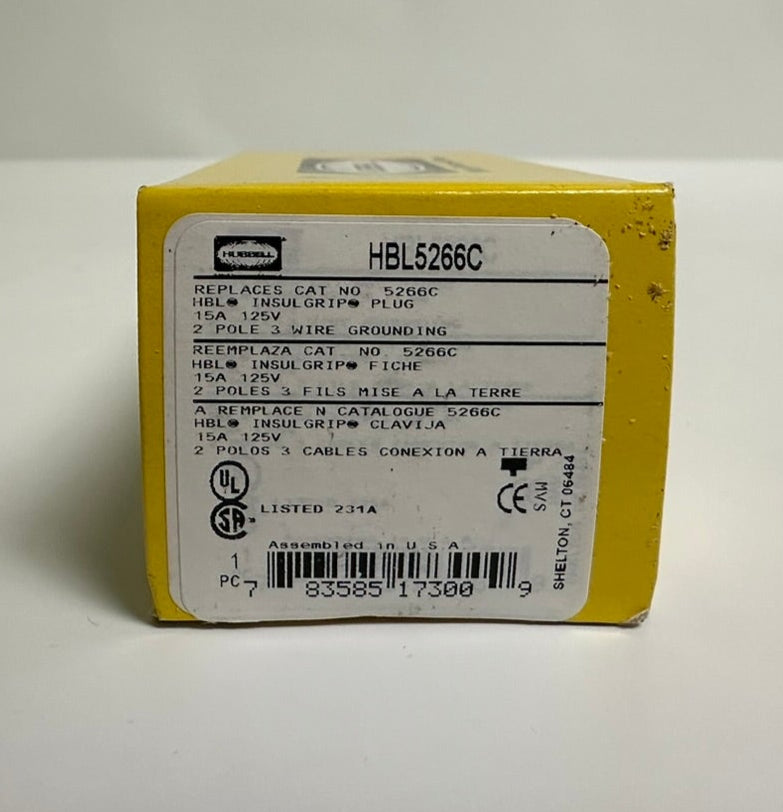 HUBBELL
HBL5266C
REPLACES CAT NO 5266C
HBL® INSULGRIP® PLUG
15A 125V
2 POLE 3 WIRE GROUNDING
REEMPLAZA CAT. NO. 5266C
HBL® INSULGRIP® FICHE
15A 125V
2 POLES 3 FILS MISE A LA TERRE
A REMPLACE N CATALOGUE 5266C
HBL® INSULGRIP® CLAVIJA
15A 125V
2 POLOS 3 CABLES CONEXION A TIERRA
UL
SA
LISTED 231A
CE
MVS
SHELTON, CT 06484
Assembled in U.S.A.
1
PC
7 83585 17300 9